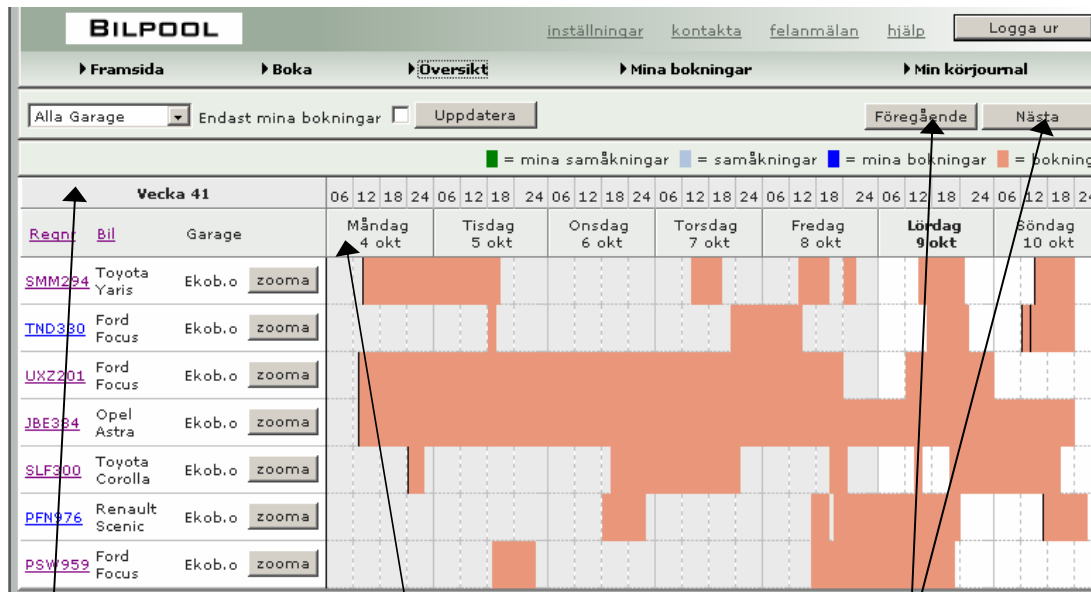 BILPOOL inställningar kontakta felanmälan hjälp Logga ur
Framsida Boka Översikt Mina bokningar Min körjournal
Alla Garage Endast mina bokningar Uppdatera Föregående Nästa
= mina samåkningar = samåkningar = mina bokningar = bokning
Vecka 41 06 12 18 24 06 12 18 24 06 12 18 24 06 12 18 24 06 12 18 24 06 12 18 24 06 12 18 24
Regnr Bil Garage
Måndag Tisdag Onsdag Torsdag Fredag Lördag Söndag
4 okt 5 okt 6 okt 7 okt 8 okt 9 okt 10 okt
SMM294 Toyota Yaris Ekob.o zooma
TND330 Ford Focus Ekob.o zooma
UXZ201 Ford Focus Ekob.o zooma
JBE334 Opel Astra Ekob.o zooma
SLF300 Toyota Corolla Ekob.o zooma
PFN976 Renault Scenic Ekob.o zooma
PSW959 Ford Focus Ekob.o zooma